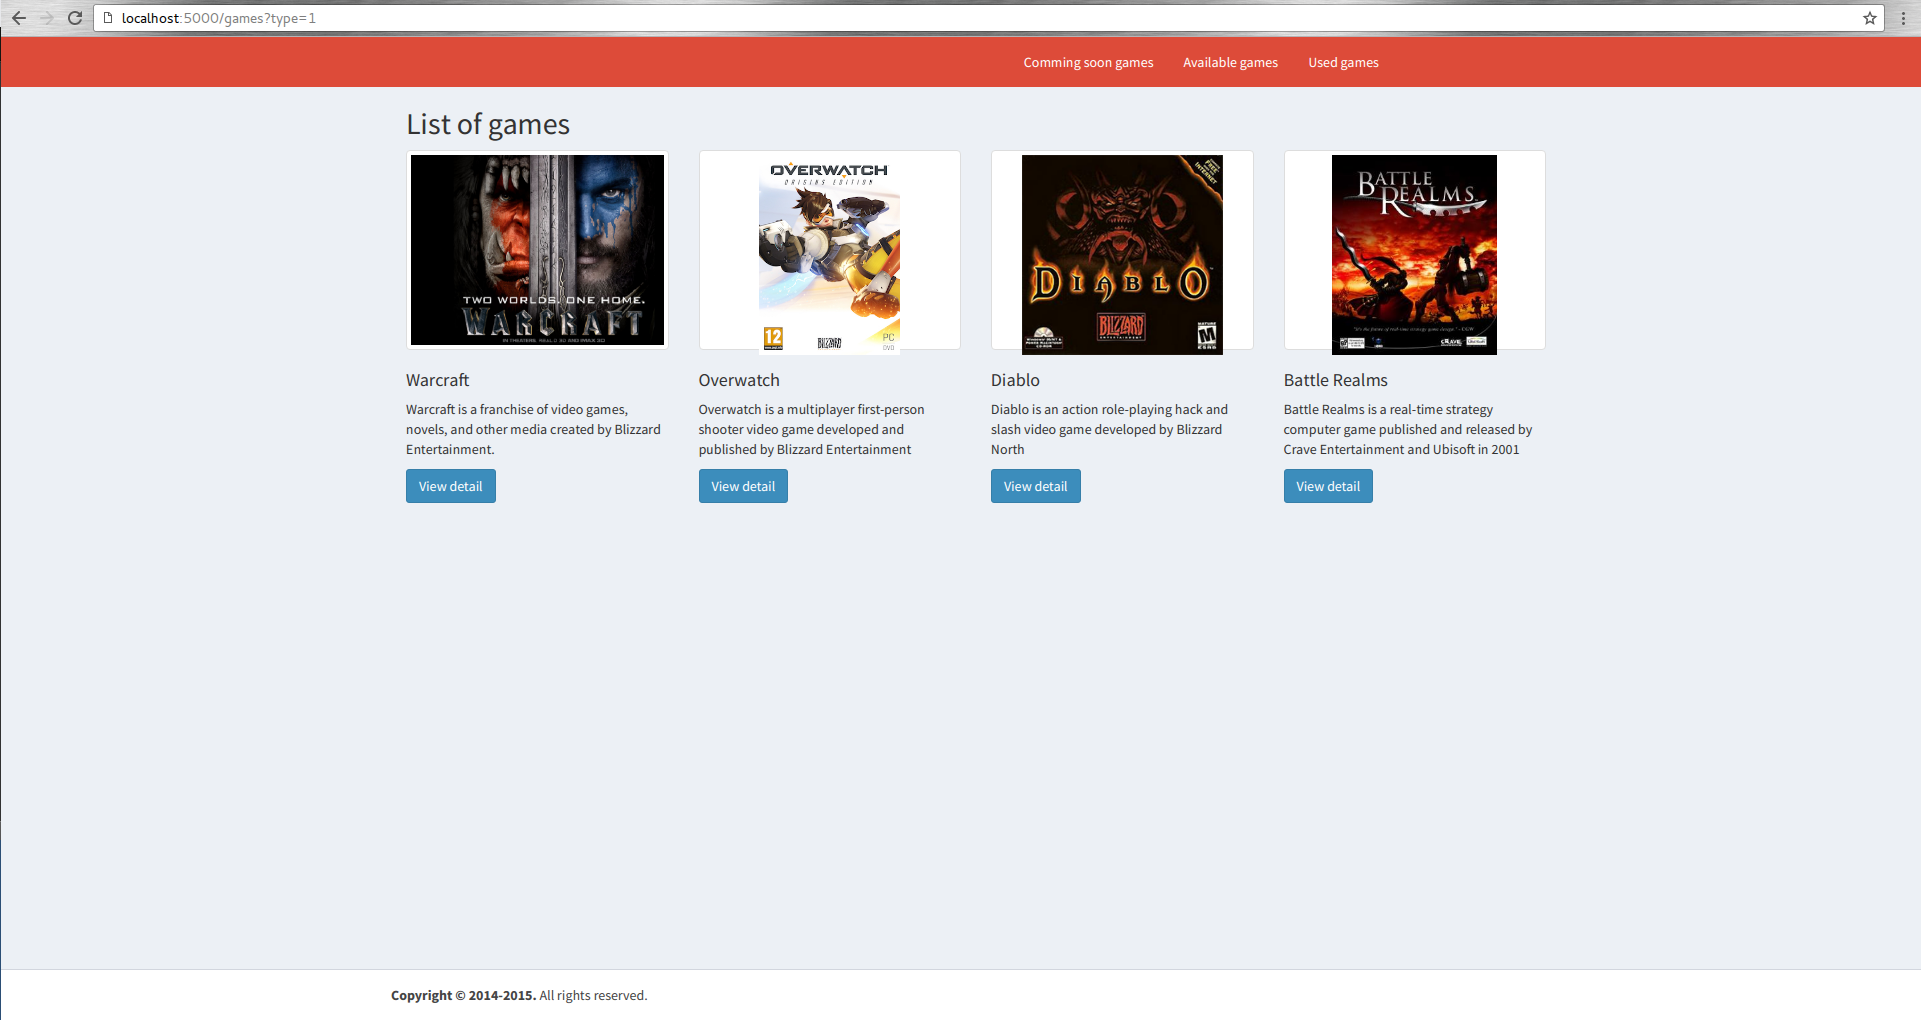 localhost:5000/games?type=1
Comming soon games
Available games
Used games
List of games
TWO WORLDS. ONE HOME.
WARCRAFT
OVERWATCH
ORIGINS EDITION
12
BLIZZARD
PC
DVD
DIABLO
BLIZZARD
ENTERTAINMENT
MATURE
M
BATTLE
REALMS
CRAVE
Warcraft
Warcraft is a franchise of video games,
novels, and other media created by Blizzard
Entertainment.
View detail
Overwatch
Overwatch is a multiplayer first-person
shooter video game developed and
published by Blizzard Entertainment
View detail
Diablo
Diablo is an action role-playing hack and
slash video game developed by Blizzard
North
View detail
Battle Realms
Battle Realms is a real-time strategy
computer game published and released by
Crave Entertainment and Ubisoft in 2001
View detail
Copyright © 2014-2015. All rights reserved.